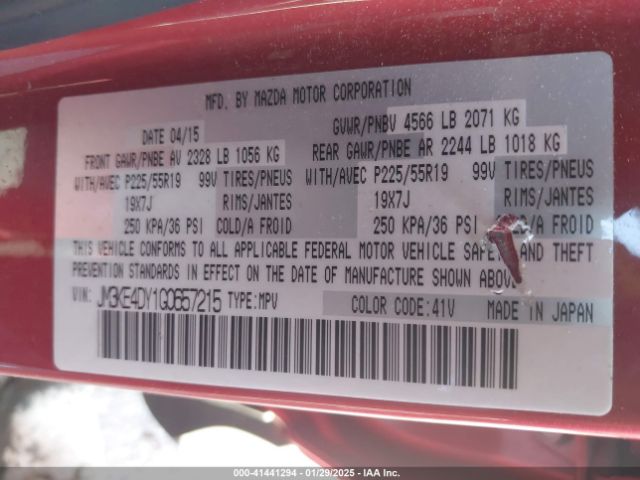 MFD. BY MAZDA MOTOR CORPORATION
DATE 04/15 GVWR/PNBV 4566 LB 2071 KG
FRONT GAWR/PNBE AV 2328 LB 1056 KG REAR GAWR/PNBE AR 2244 LB 1018 KG
WITH/AVEC P225/55R19 99V TIRES/PNEUS WITH/AVEC P225/55R19 99V TIRES/PNEUS
19X7J RIMS/JANTES 19X7J RIMS/JANTES
250 KPA/36 PSI COLD/A FROID 250 KPA/36 PSI /A FROID
THIS VEHICLE CONFORMS TO ALL APPLICABLE FEDERAL MOTOR VEHICLE SAFETY AND THEFT
PREVENTION STANDARDS IN EFFECT ON THE DATE OF MANUFACTURE SHOWN ABOVE
VIN: JM3KE4DY1G0657215 TYPE: MPV COLOR CODE: 41V MADE IN JAPAN
000-41441294 - 01/29/2025 - IAA Inc.